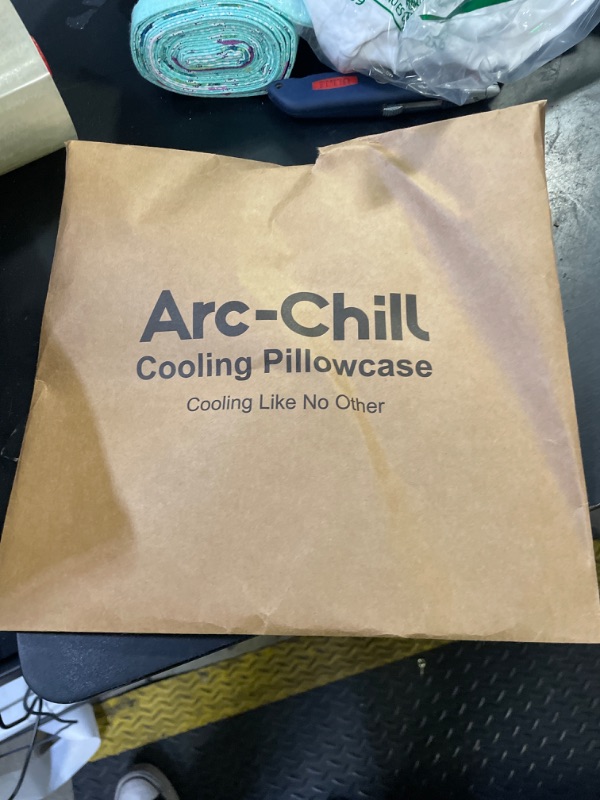 Arc-Chill
Cooling Pillowcase
Cooling Like No Other